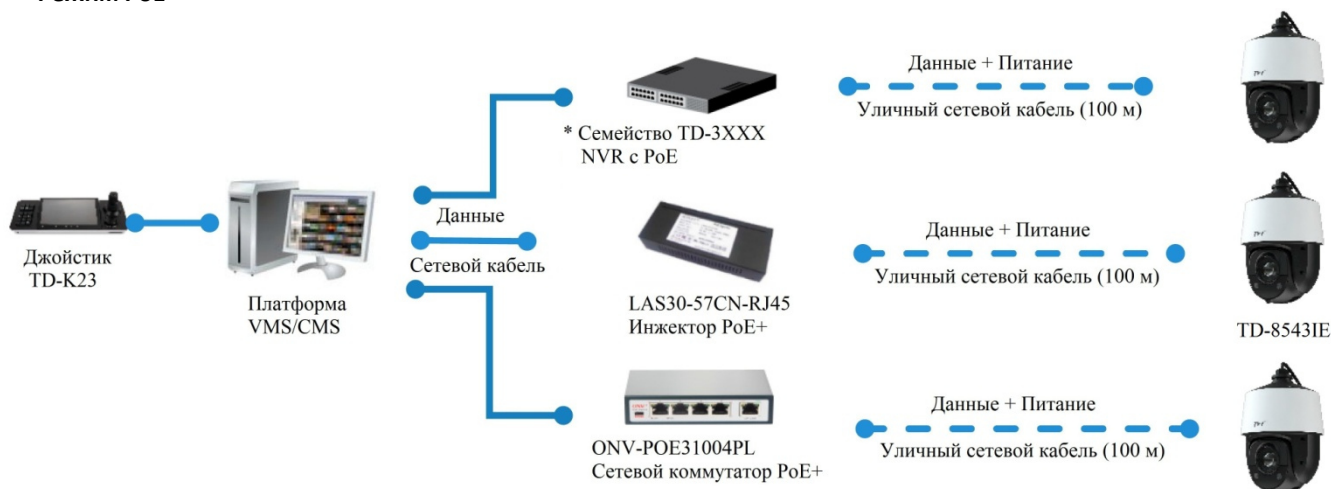 Данные + Питание
Уличный сетевой кабель (100 м)
* Семейство TD-3XXX
NVR с PoE
Джойстик
TD-K23
Платформа
VMS/CMS
Данные
Сетевой кабель
Данные + Питание
Уличный сетевой кабель (100 м)
LAS30-57CN-RJ45
Инжектор PoE+
TD-8543IE
Данные + Питание
Уличный сетевой кабель (100 м)
ONV-POE31004PL
Сетевой коммутатор PoE+